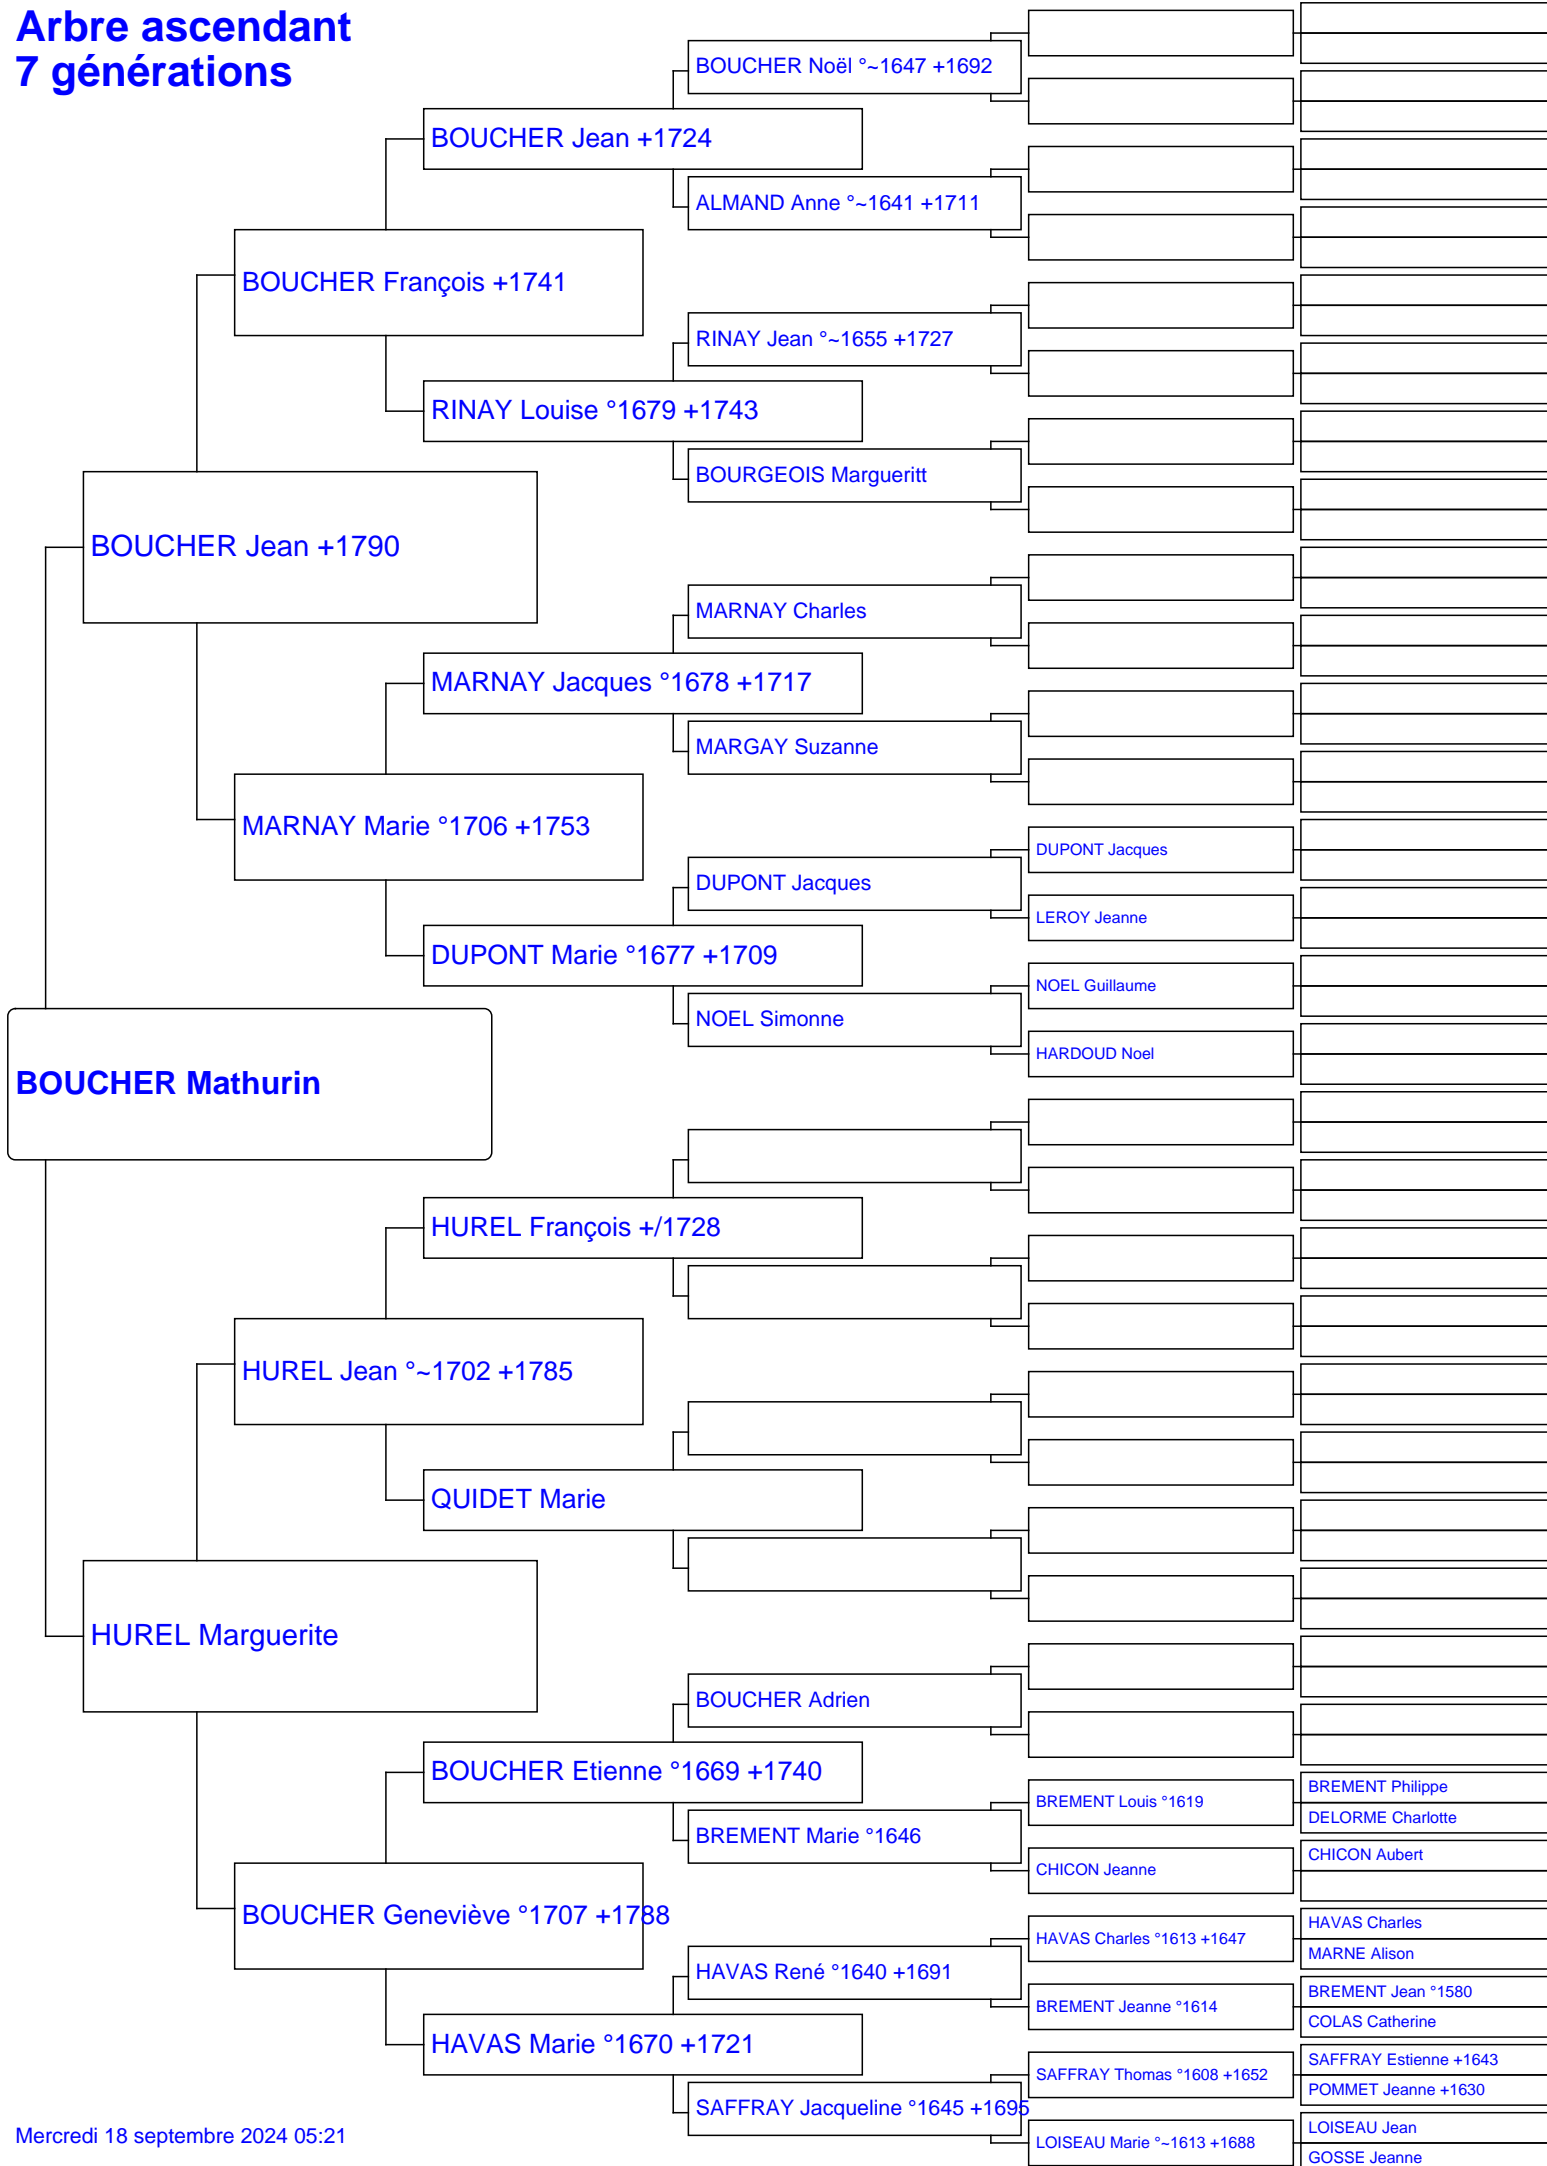 Arbre ascendant
7 générations
BOUCHER Noël °~1647 +1692
BOUCHER Jean +1724
ALMAND Anne °~1641 +1711
BOUCHER François +1741
RINAY Jean °~1655 +1727
RINAY Louise °1679 +1743
BOURGEOIS Margueritt
BOUCHER Jean +1790
MARNAY Charles
MARNAY Jacques °1678 +1717
MARGAY Suzanne
MARNAY Marie °1706 +1753
DUPONT Jacques
DUPONT Jacques
LEROY Jeanne
DUPONT Marie °1677 +1709
NOEL Guillaume
NOEL Simonne
HARDOUD Noel
BOUCHER Mathurin
HUREL François +/1728
HUREL Jean °~1702 +1785
QUIDET Marie
HUREL Marguerite
BOUCHER Adrien
BOUCHER Etienne °1669 +1740
BREMENT Philippe
BREMENT Louis °1619
DELORME Charlotte
BREMENT Marie °1646
CHICON Aubert
CHICON Jeanne
BOUCHER Geneviève °1707 +1788
HAVAS Charles
HAVAS Charles °1613 +1647
MARNE Alison
HAVAS René °1640 +1691
BREMENT Jean °1580
BREMENT Jeanne °1614
COLAS Catherine
HAVAS Marie °1670 +1721
SAFFRAY Estienne +1643
SAFFRAY Thomas °1608 +1652
POMMET Jeanne +1630
SAFFRAY Jacqueline °1645 +1695
LOISEAU Jean
LOISEAU Marie °~1613 +1688
GOSSE Jeanne
Mercredi 18 septembre 2024 05:21